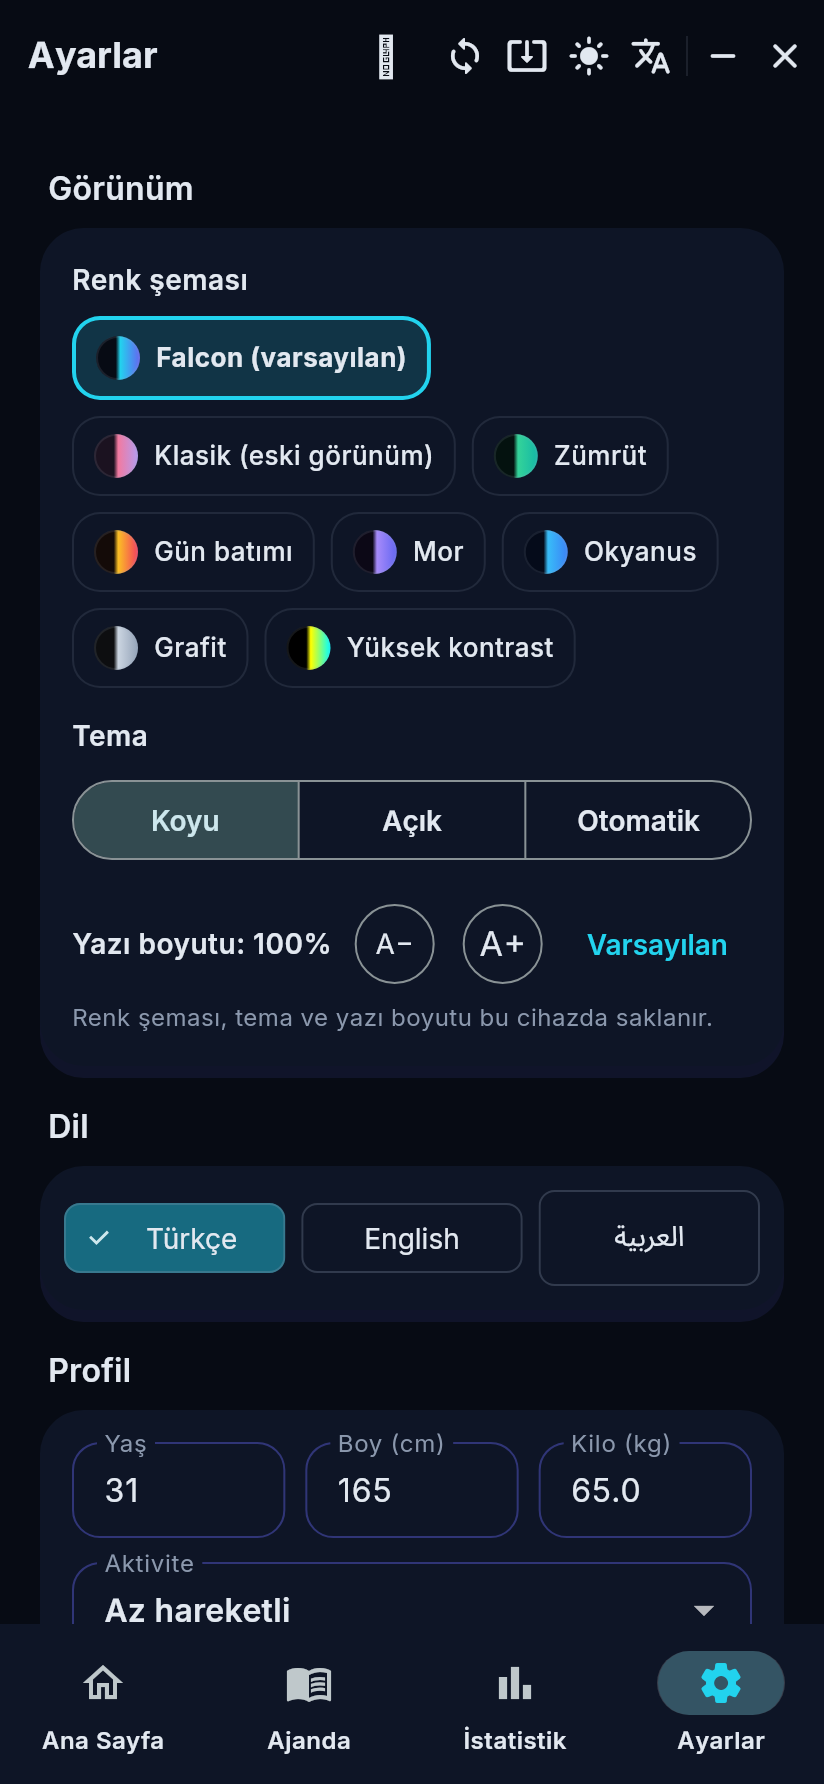 Ayarlar
NO GLYPH
Görünüm
Renk şeması
Falcon (varsayılan)
Klasik (eski görünüm)
Zümrüt
Gün batımı
Mor
Okyanus
Grafit
Yüksek kontrast
Tema
Koyu
Açık
Otomatik
Yazı boyutu: 100%
A−
A+
Varsayılan
Renk şeması, tema ve yazı boyutu bu cihazda saklanır.
Dil
Türkçe
English
العربية
Profil
Yaş
Boy (cm)
Kilo (kg)
31
165
65.0
Aktivite
Az hareketli
Ana Sayfa
Ajanda
İstatistik
Ayarlar